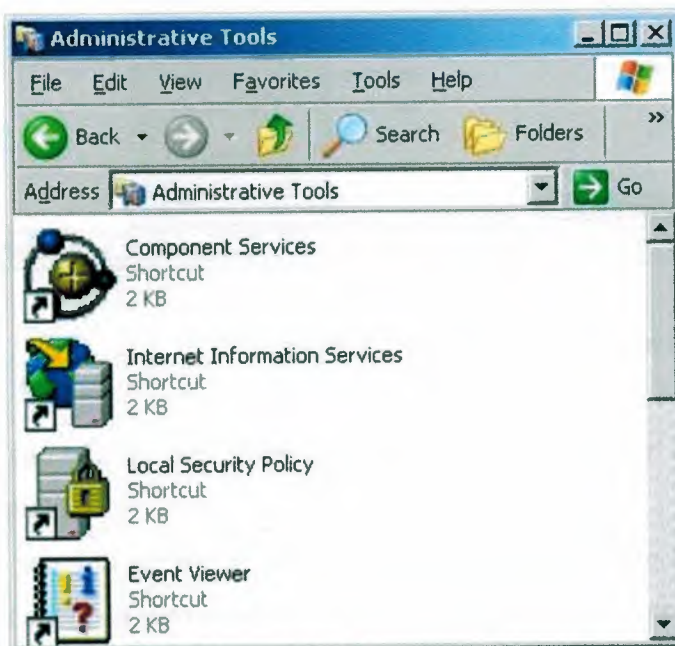 Administrative Tools
File Edit View Favorites Tools Help
Back Search Folders »
Address Administrative Tools Go
Component Services
Shortcut
2 KB
Internet Information Services
Shortcut
2 KB
Local Security Policy
Shortcut
2 KB
Event Viewer
Shortcut
2 KB